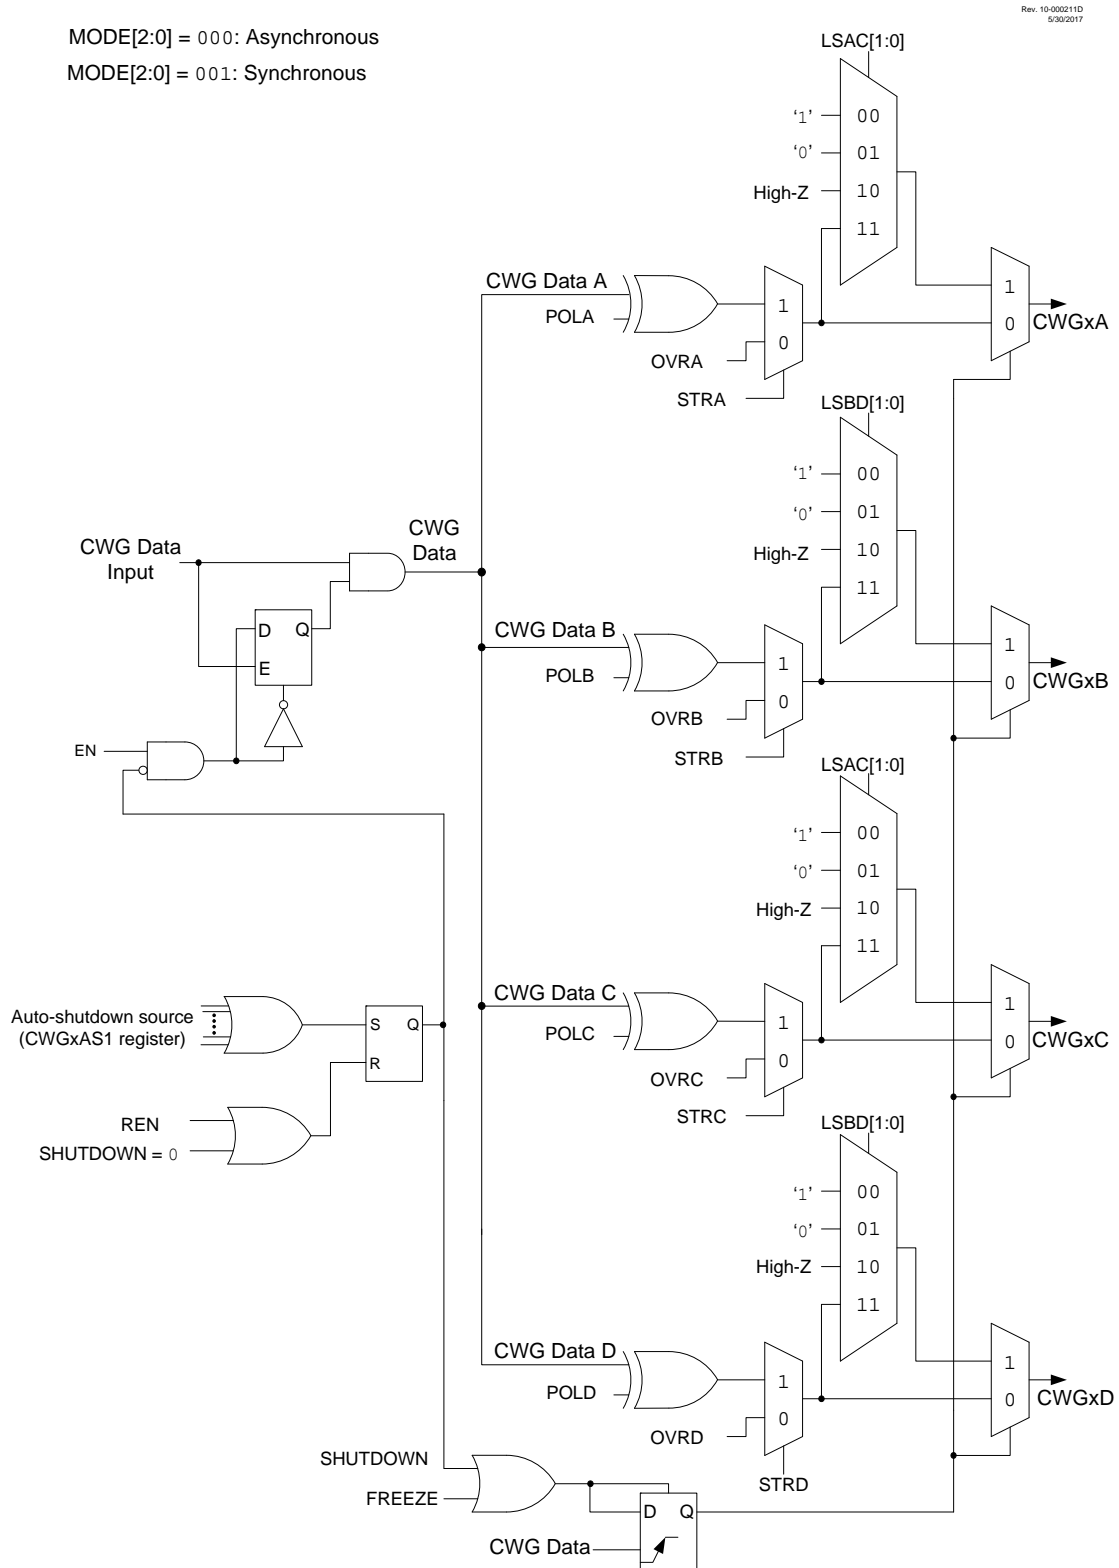 Rev. 10-000211D
5/30/2017
MODE[2:0] = 000: Asynchronous
MODE[2:0] = 001: Synchronous
LSAC[1:0]
‘1’ 00
‘0’ 01
High-Z 10
11
CWG Data A
POLA
1
0
OVRA
STRA
1
0
CWGxA
LSBD[1:0]
‘1’ 00
‘0’ 01
High-Z 10
11
CWG Data
Input
CWG
Data
D Q
E
EN
CWG Data B
POLB
1
0
OVRB
STRB
1
0
CWGxB
LSAC[1:0]
‘1’ 00
‘0’ 01
High-Z 10
11
CWG Data C
POLC
1
0
OVRC
STRC
1
0
CWGxC
Auto-shutdown source
(CWGxAS1 register)
S Q
R
REN
SHUTDOWN = 0
LSBD[1:0]
‘1’ 00
‘0’ 01
High-Z 10
11
CWG Data D
POLD
1
0
OVRD
STRD
1
0
CWGxD
SHUTDOWN
FREEZE
D Q
CWG Data